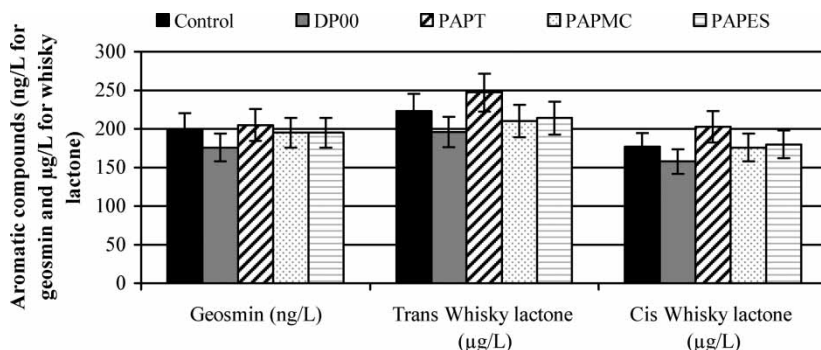 Control DP00 PAPT PAPMC PAPES
Aromatic compounds (ng/L for
geosmin and µg/L for whisky
lactone)
300
250
200
150
100
50
0
Geosmin (ng/L) Trans Whisky lactone Cis Whisky lactone
(µg/L) (µg/L)